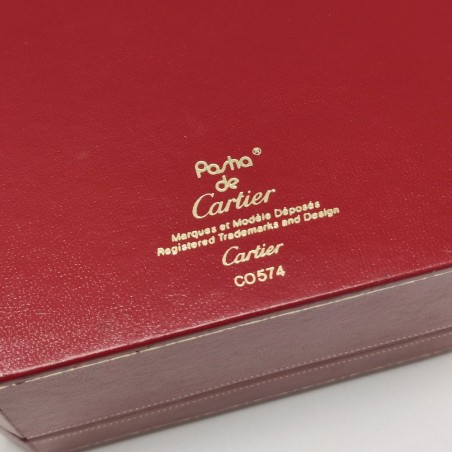 Pasha®
de
Cartier
Marques et Modèle Déposés
Registered Trademarks and Design
Cartier
CO574